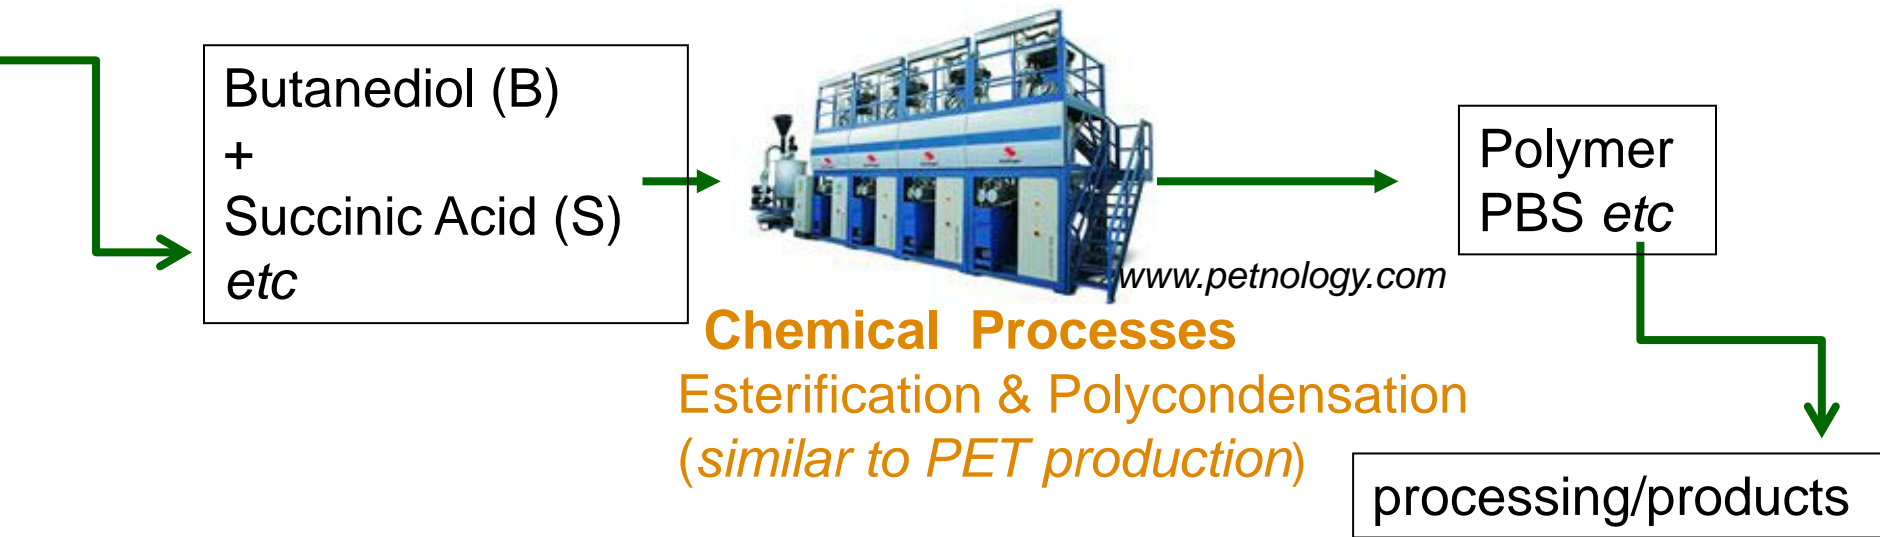 Butanediol (B)
+
Succinic Acid (S)
etc
www.petnology.com
Chemical Processes
Esterification & Polycondensation
(similar to PET production)
Polymer
PBS etc
processing/products